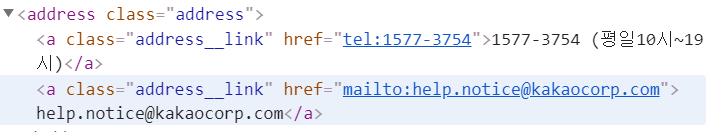 ▼<address class="address">
<a class="address__link" href="tel:1577-3754">1577-3754 (평일10시~19
시)</a>
<a class="address__link" href="mailto:help.notice@kakaocorp.com">
help.notice@kakaocorp.com</a>